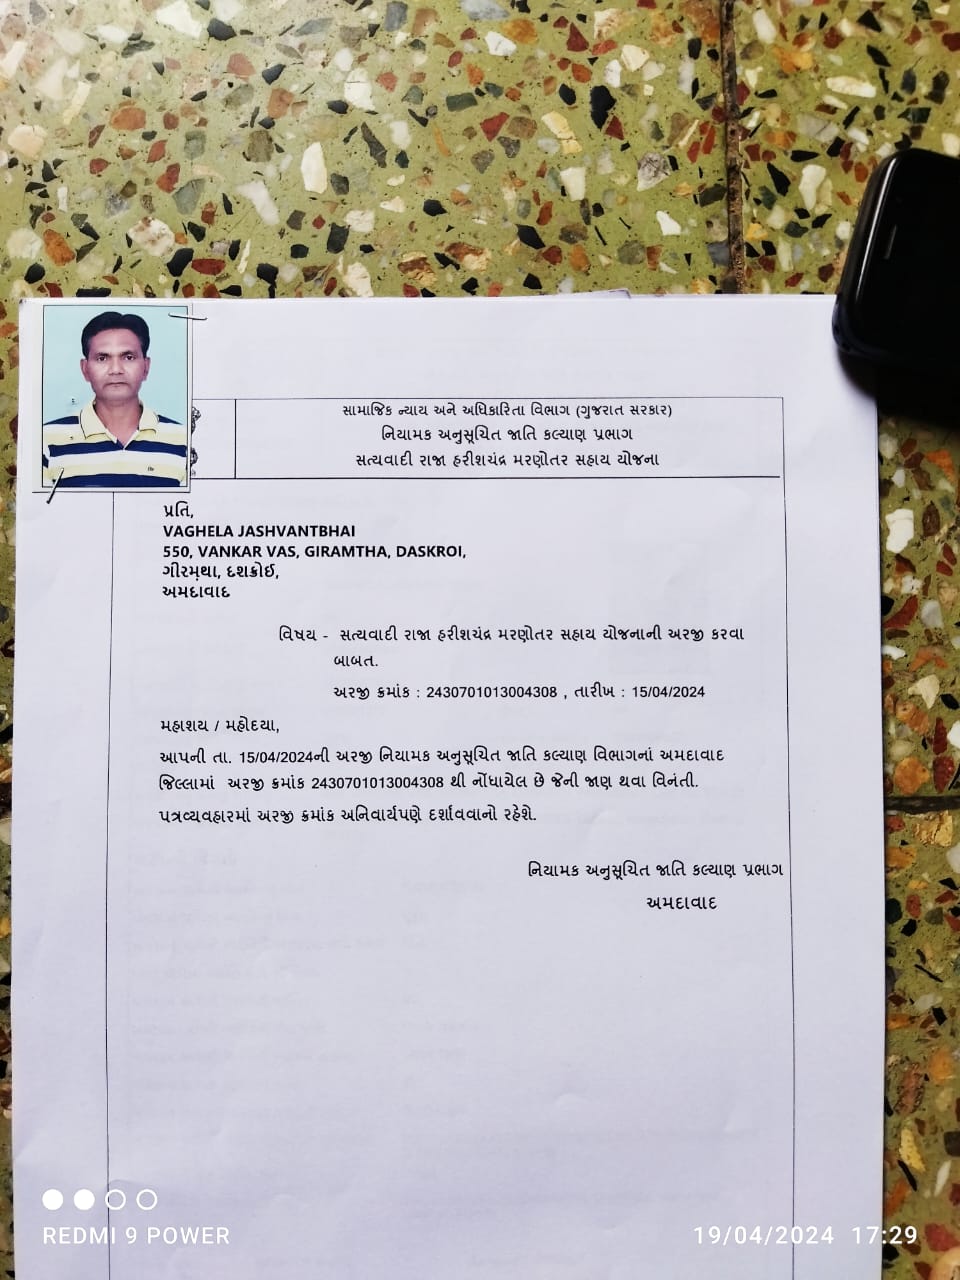 સામાજિક ન્યાય અને અધિકારિતા વિભાગ (ગુજરાત સરકાર)
નિયામક અનુસૂચિત જાતિ કલ્યાણ પ્રભાગ
સત્યવાદી રાજા હરીશચંદ્ર મરણોતર સહાય યોજના
પ્રતિ,
VAGHELA JASHVANTBHAI
550, VANKAR VAS, GIRAMTHA, DASKROI,
ગીરમથા, દશક્રોઈ,
અમદાવાદ
વિષય - સત્યવાદી રાજા હરીશચંદ્ર મરણોતર સહાય યોજનાની અરજી કરવા
બાબત.
અરજી ક્રમાંક : 2430701013004308 , તારીખ : 15/04/2024
મહાશય / મહોદયા,
આપની તા. 15/04/2024ની અરજી નિયામક અનુસૂચિત જાતિ કલ્યાણ વિભાગનાં અમદાવાદ
જિલ્લામાં અરજી ક્રમાંક 2430701013004308 થી નોંધાયેલ છે જેની જાણ થવા વિનંતી.
પત્રવ્યવહારમાં અરજી ક્રમાંક અનિવાર્યપણે દર્શાવવાનો રહેશે.
નિયામક અનુસૂચિત જાતિ કલ્યાણ પ્રભાગ
અમદાવાદ
REDMI 9 POWER
19/04/2024 17:29